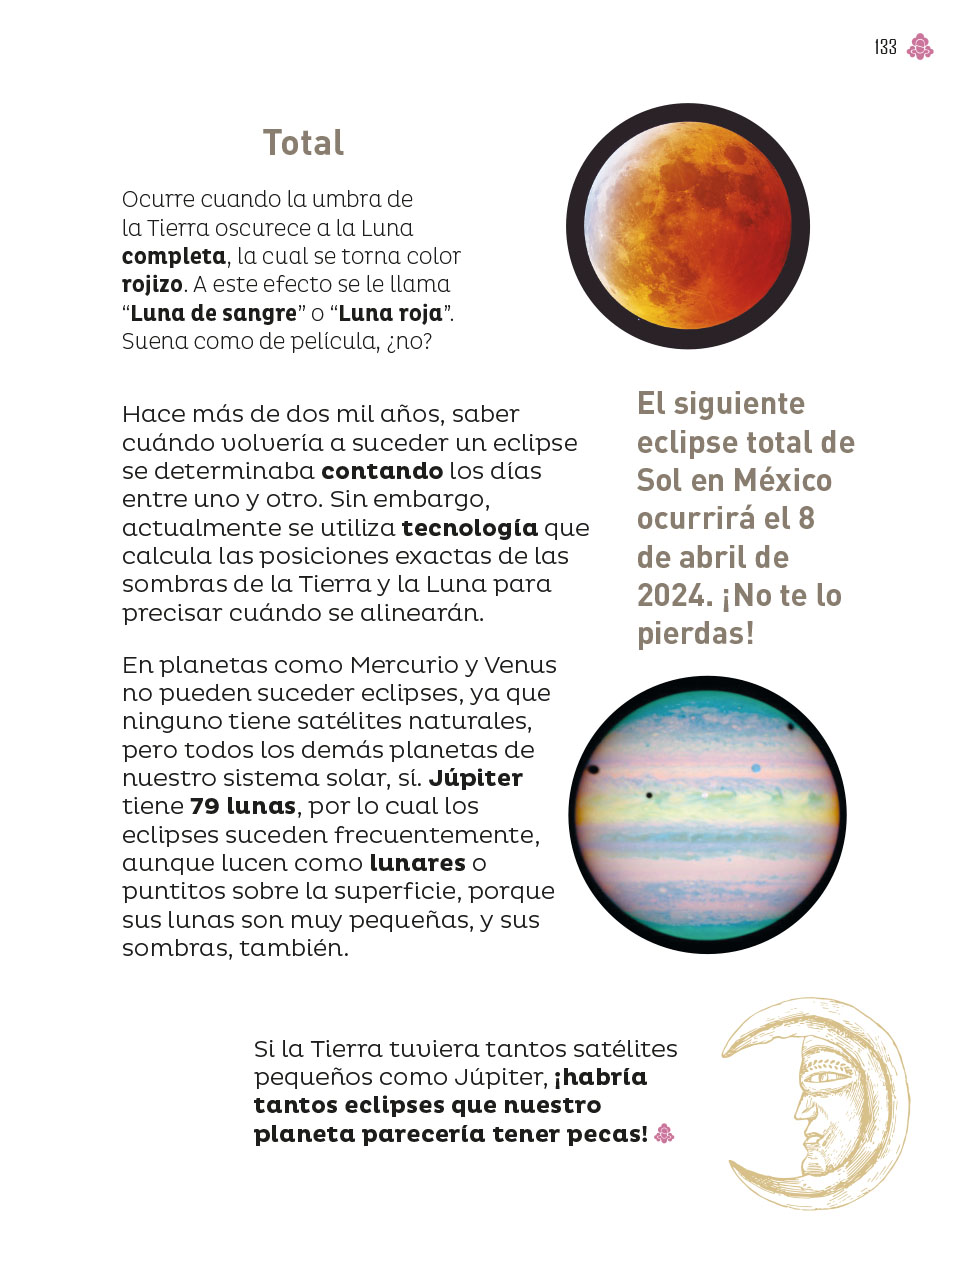 133
Total
Ocurre cuando la umbra de
la Tierra oscurece a la Luna
completa, la cual se torna color
rojizo. A este efecto se le llama
“Luna de sangre” o “Luna roja”.
Suena como de película, ¿no?
Hace más de dos mil años, saber
cuándo volvería a suceder un eclipse
se determinaba contando los días
entre uno y otro. Sin embargo,
actualmente se utiliza tecnología que
calcula las posiciones exactas de las
sombras de la Tierra y la Luna para
precisar cuándo se alinearán.
El siguiente
eclipse total de
Sol en México
ocurrirá el 8
de abril de
2024. ¡No te lo
pierdas!
En planetas como Mercurio y Venus
no pueden suceder eclipses, ya que
ninguno tiene satélites naturales,
pero todos los demás planetas de
nuestro sistema solar, sí. Júpiter
tiene 79 lunas, por lo cual los
eclipses suceden frecuentemente,
aunque lucen como lunares o
puntitos sobre la superficie, porque
sus lunas son muy pequeñas, y sus
sombras, también.
Si la Tierra tuviera tantos satélites
pequeños como Júpiter, ¡habría
tantos eclipses que nuestro
planeta parecería tener pecas!